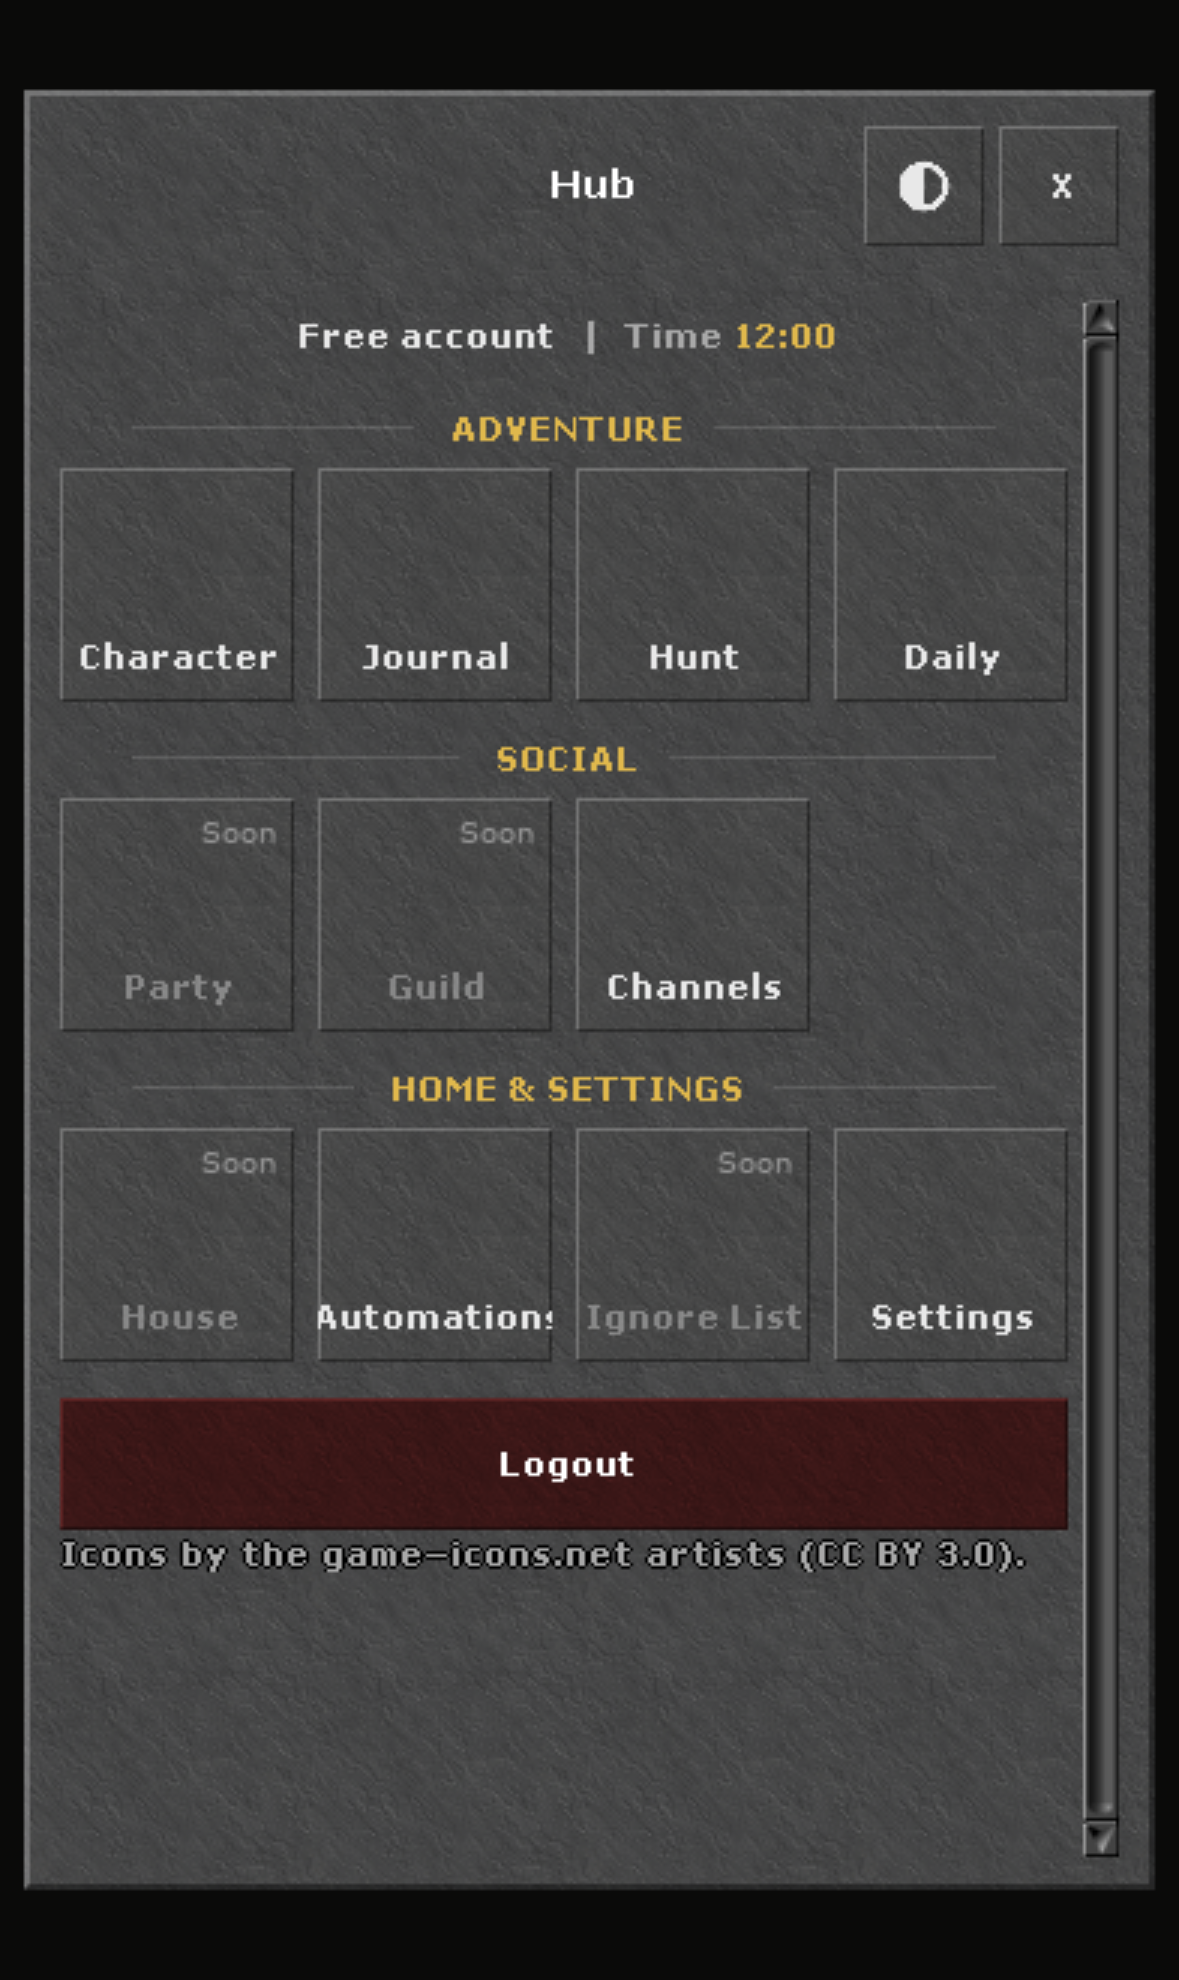 Hub
x
Free account | Time 12:00
ADVENTURE
Character Journal Hunt Daily
SOCIAL
Soon Soon
Party Guild Channels
HOME & SETTINGS
Soon Soon
House Automations Ignore List Settings
Logout
Icons by the game-icons.net artists (CC BY 3.0).